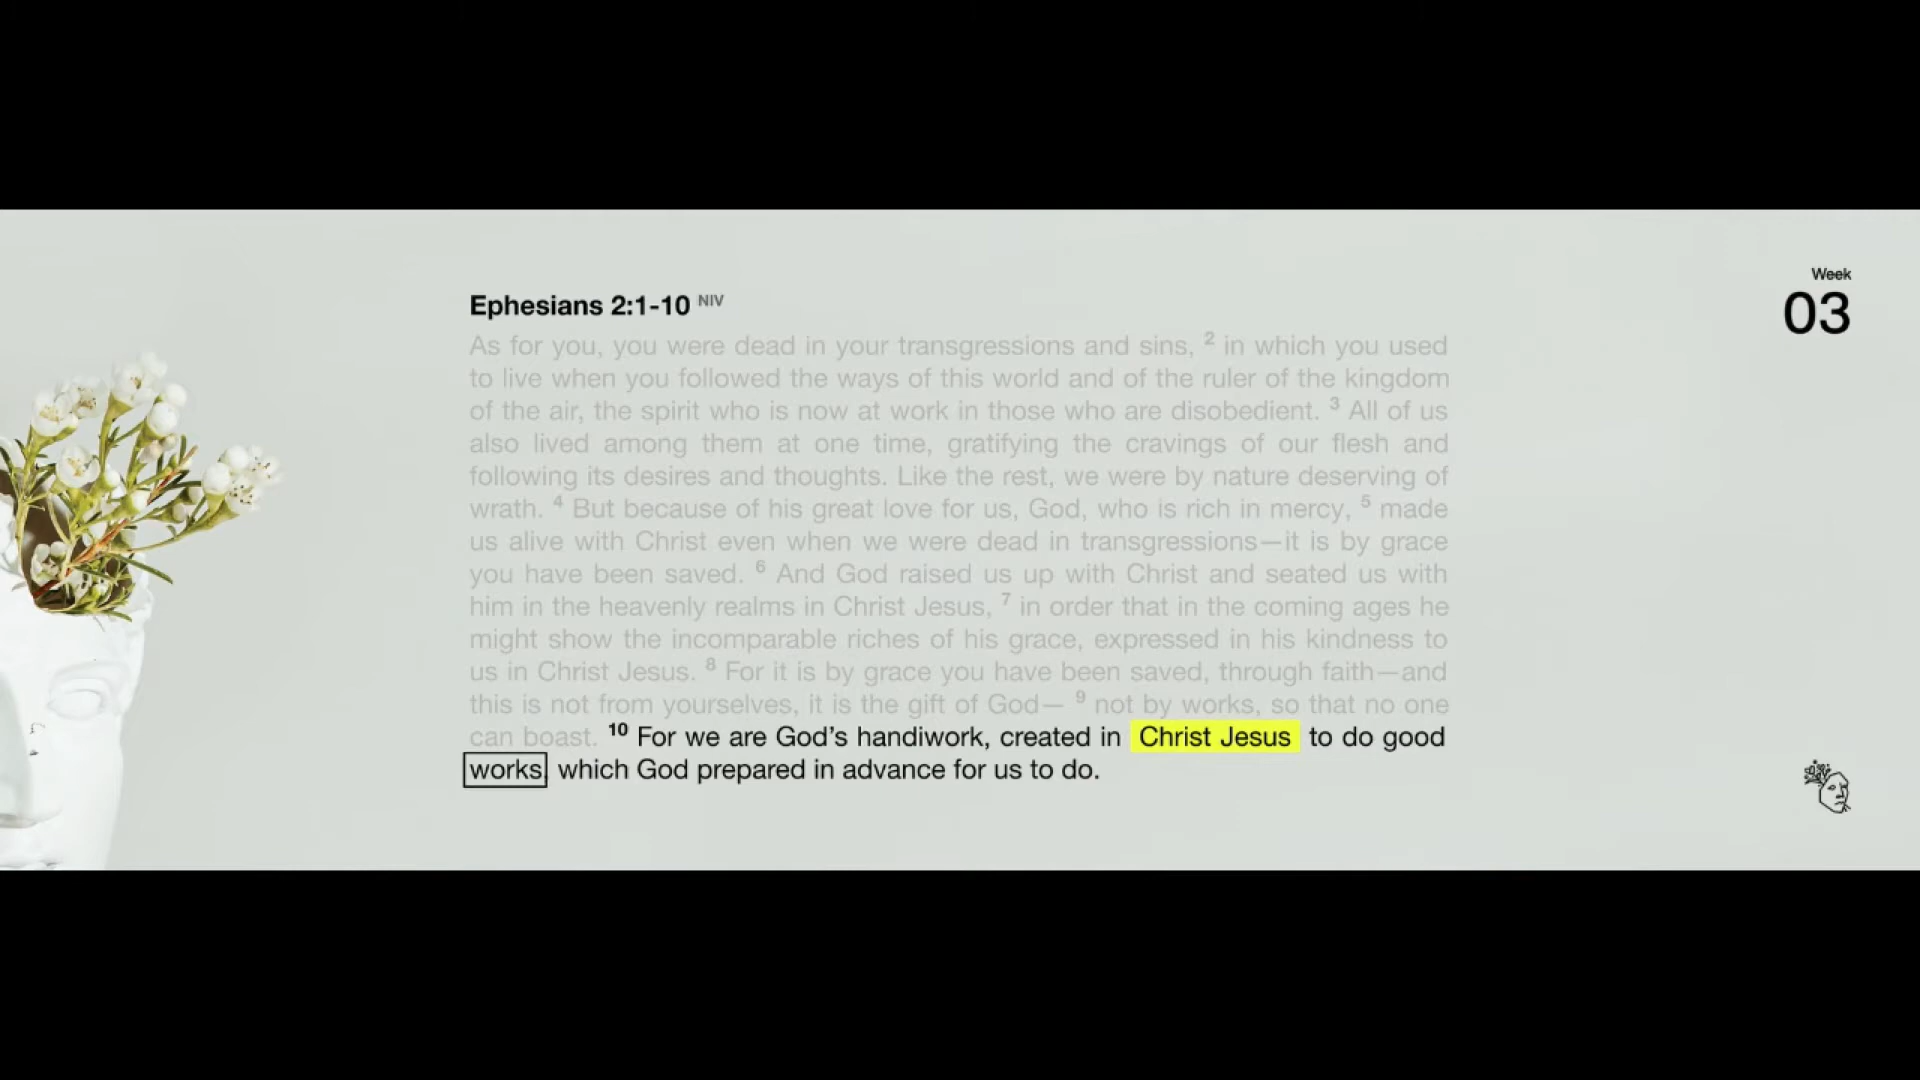 Week
03
Ephesians 2:1-10 NIV
As for you, you were dead in your transgressions and sins, 2 in which you used
to live when you followed the ways of this world and of the ruler of the kingdom
of the air, the spirit who is now at work in those who are disobedient. 3 All of us
also lived among them at one time, gratifying the cravings of our flesh and
following its desires and thoughts. Like the rest, we were by nature deserving of
wrath. 4 But because of his great love for us, God, who is rich in mercy, 5 made
us alive with Christ even when we were dead in transgressions—it is by grace
you have been saved. 6 And God raised us up with Christ and seated us with
him in the heavenly realms in Christ Jesus, 7 in order that in the coming ages he
might show the incomparable riches of his grace, expressed in his kindness to
us in Christ Jesus. 8 For it is by grace you have been saved, through faith—and
this is not from yourselves, it is the gift of God— 9 not by works, so that no one
can boast. 10 For we are God’s handiwork, created in Christ Jesus to do good
works, which God prepared in advance for us to do.